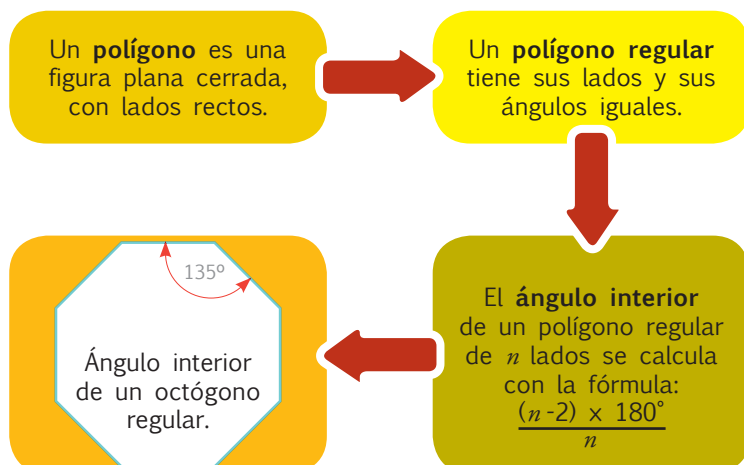 Un polígono es una
figura plana cerrada,
con lados rectos.
Un polígono regular
tiene sus lados y sus
ángulos iguales.
El ángulo interior
de un polígono regular
de n lados se calcula
con la fórmula:
(n-2) x 180°
n
135º
Ángulo interior
de un octógono
regular.